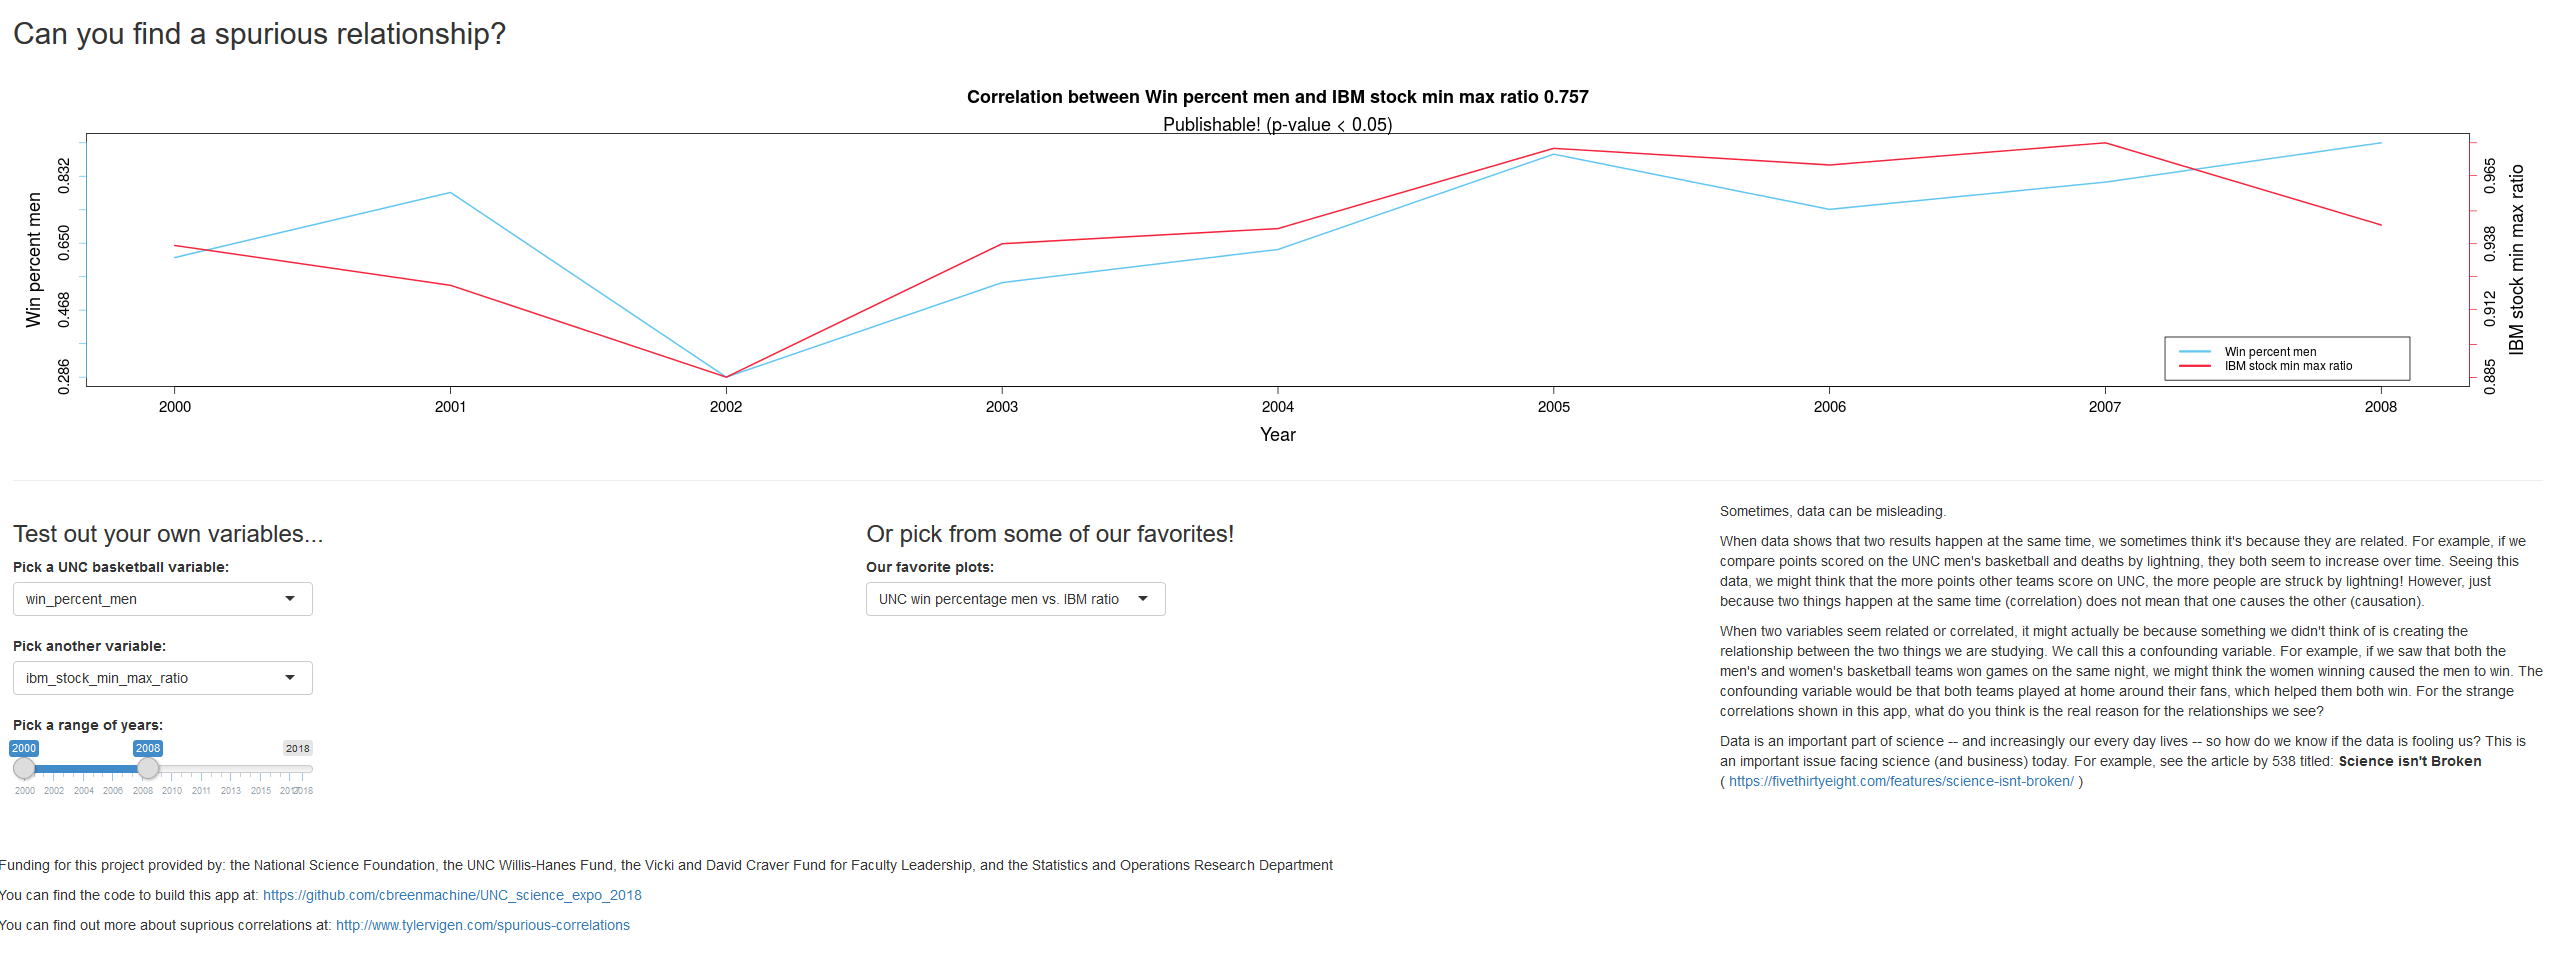 Can you find a spurious relationship?
Correlation between Win percent men and IBM stock min max ratio 0.757
Publishable! (p-value < 0.05)
Win percent men
0.832
0.650
0.468
0.286
0.965
0.938
0.912
0.885
IBM stock min max ratio
Win percent men
IBM stock min max ratio
2000 2001 2002 2003 2004 2005 2006 2007 2008
Year
Test out your own variables...
Pick a UNC basketball variable:
win_percent_men
Pick another variable:
ibm_stock_min_max_ratio
Pick a range of years:
2000 2008 2018
2000 2002 2004 2006 2008 2010 2011 2013 2015 2017 2018
Or pick from some of our favorites!
Our favorite plots:
UNC win percentage men vs. IBM ratio
Sometimes, data can be misleading.
When data shows that two results happen at the same time, we sometimes think it's because they are related. For example, if we
compare points scored on the UNC men's basketball and deaths by lightning, they both seem to increase over time. Seeing this
data, we might think that the more points other teams score on UNC, the more people are struck by lightning! However, just
because two things happen at the same time (correlation) does not mean that one causes the other (causation).
When two variables seem related or correlated, it might actually be because something we didn't think of is creating the
relationship between the two things we are studying. We call this a confounding variable. For example, if we saw that both the
men's and women's basketball teams won games on the same night, we might think the women winning caused the men to win. The
confounding variable would be that both teams played at home around their fans, which helped them both win. For the strange
correlations shown in this app, what do you think is the real reason for the relationships we see?
Data is an important part of science -- and increasingly our every day lives -- so how do we know if the data is fooling us? This is
an important issue facing science (and business) today. For example, see the article by 538 titled: Science isn't Broken
( https://fivethirtyeight.com/features/science-isnt-broken/ )
Funding for this project provided by: the National Science Foundation, the UNC Willis-Hanes Fund, the Vicki and David Craver Fund for Faculty Leadership, and the Statistics and Operations Research Department
You can find the code to build this app at: https://github.com/cbreenmachine/UNC_science_expo_2018
You can find out more about suprious correlations at: http://www.tylervigen.com/spurious-correlations